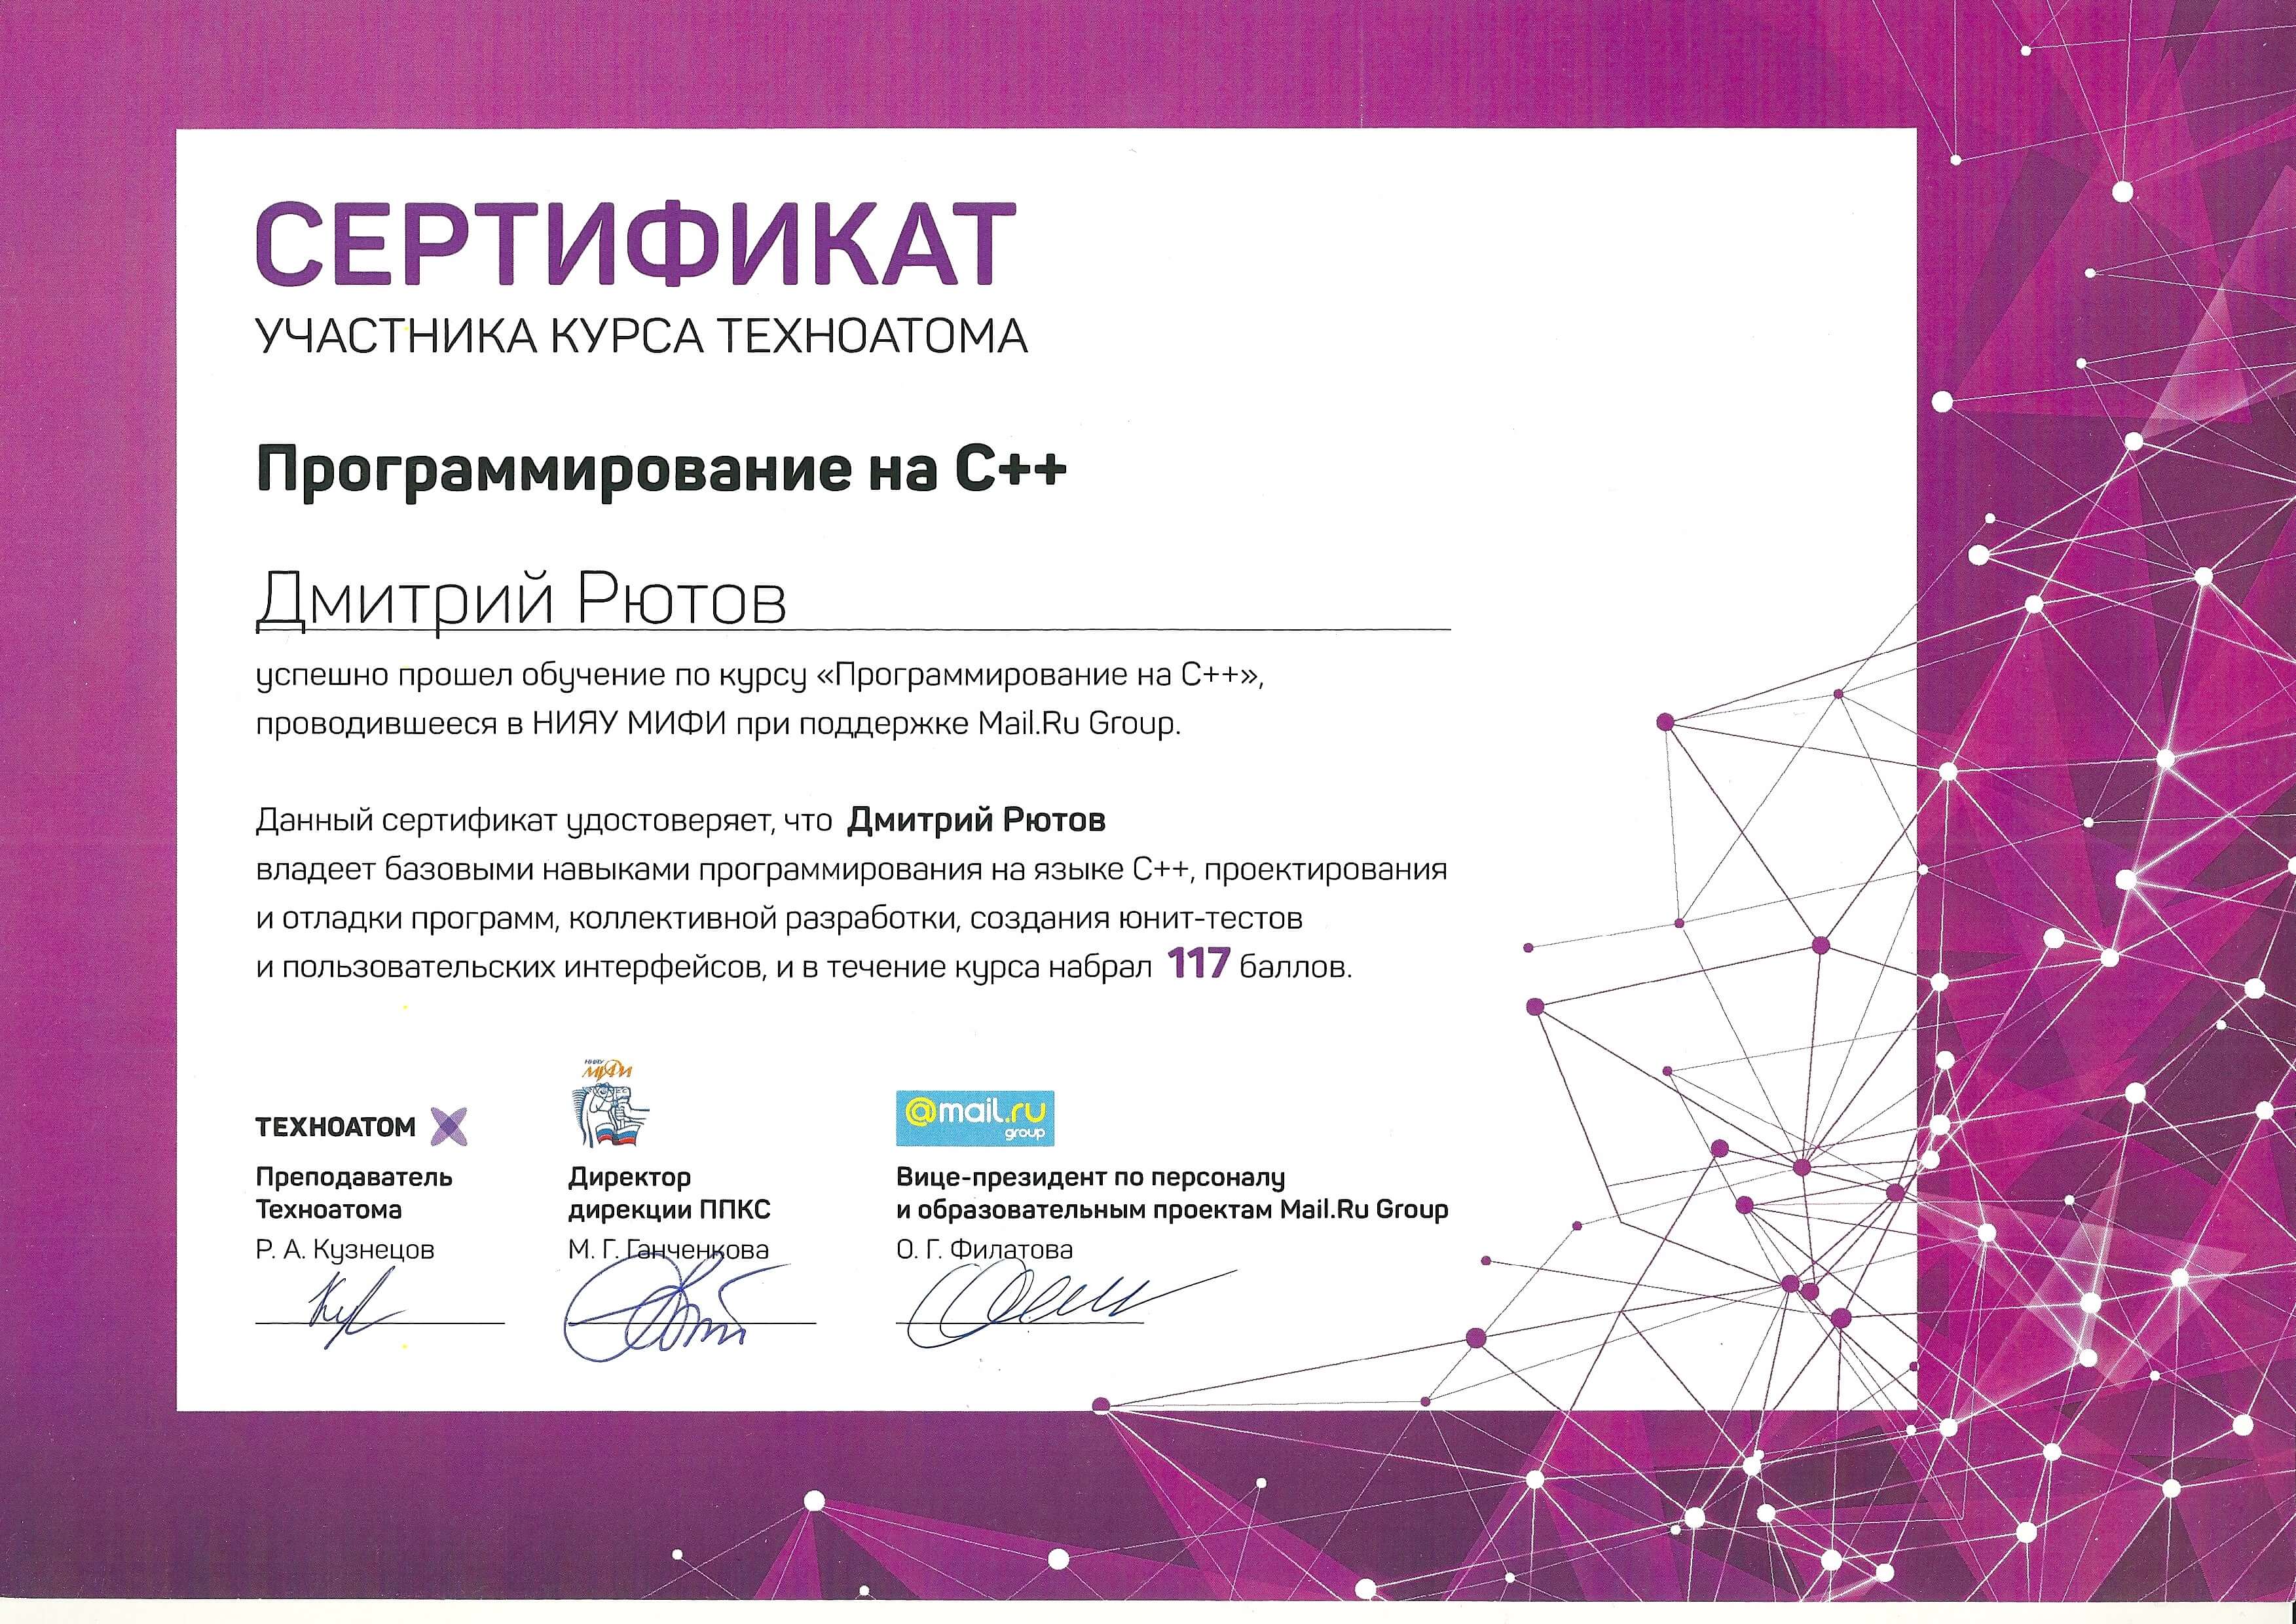 СЕРТИФИКАТ
УЧАСТНИКА КУРСА ТЕХНОАТОМА
Программирование на C++
Дмитрий Рютов
успешно прошел обучение по курсу «Программирование на C++»,
проводившееся в НИЯУ МИФИ при поддержке Mail.Ru Group.
Данный сертификат удостоверяет, что Дмитрий Рютов
владеет базовыми навыками программирования на языке C++, проектирования
и отладки программ, коллективной разработки, создания юнит-тестов
и пользовательских интерфейсов, и в течение курса набрал 117 баллов.
ТЕХНОАТОМ
Преподаватель
Техноатома
Р. А. Кузнецов
НИЯУ
МИФИ
Директор
дирекции ППКС
М. Г. Ганченкова
@mail.ru
group
Вице-президент по персоналу
и образовательным проектам Mail.Ru Group
О. Г. Филатова